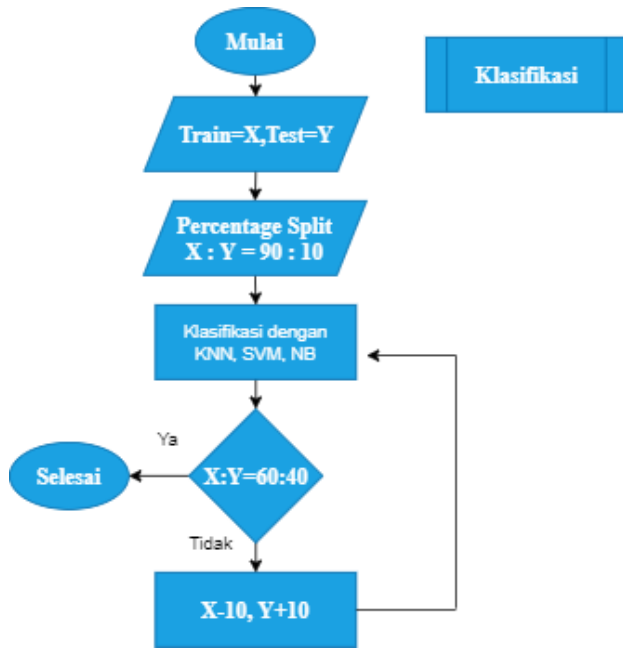 Mulai
Klasifikasi
Train=X,Test=Y
Percentage Split
X : Y = 90 : 10
Klasifikasi dengan
KNN, SVM, NB
Ya
Selesai
X:Y=60:40
Tidak
X-10, Y+10